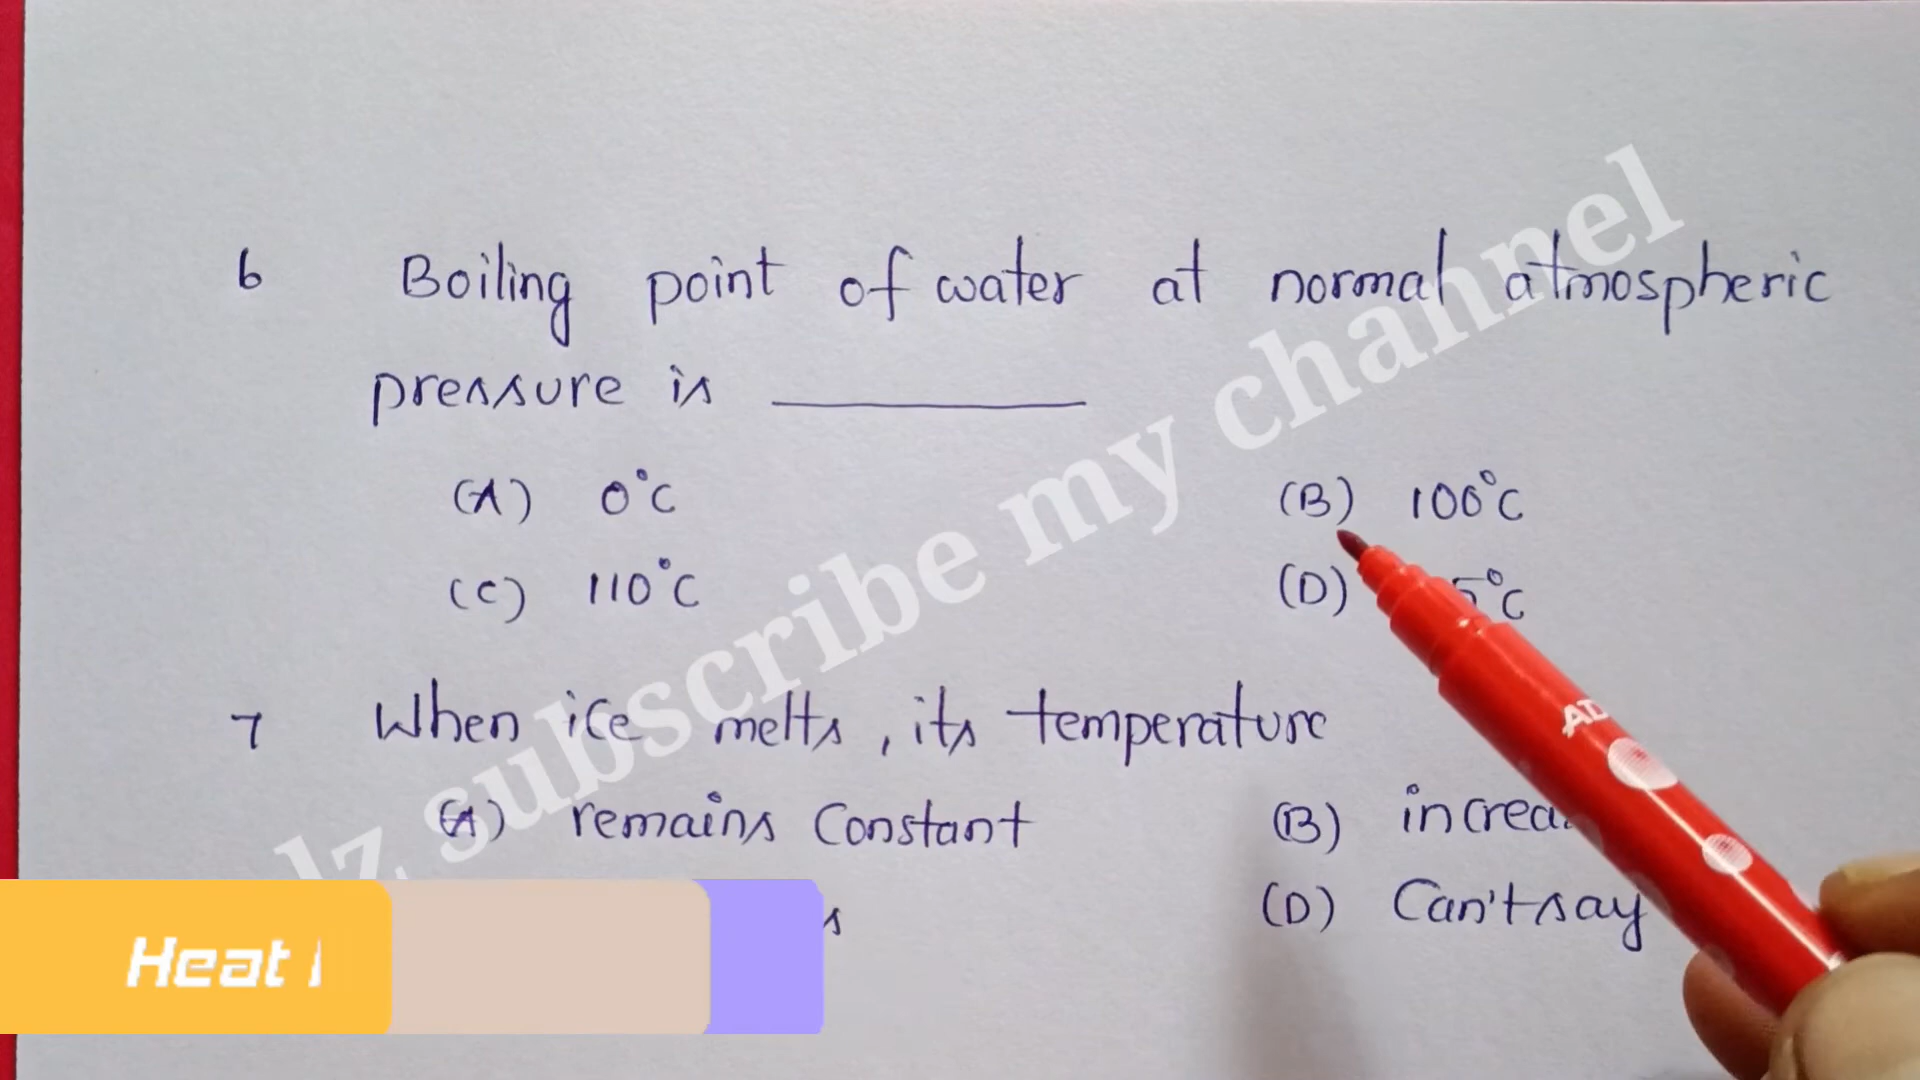 6 Boiling point of water at normal atmospheric
pressure is
(A) 0°C (B) 100°C
(C) 110°C (D)
7 When ice melts, its temperature
(A) remains Constant (B)
(D) Can't say
subscribe my channel
Heat